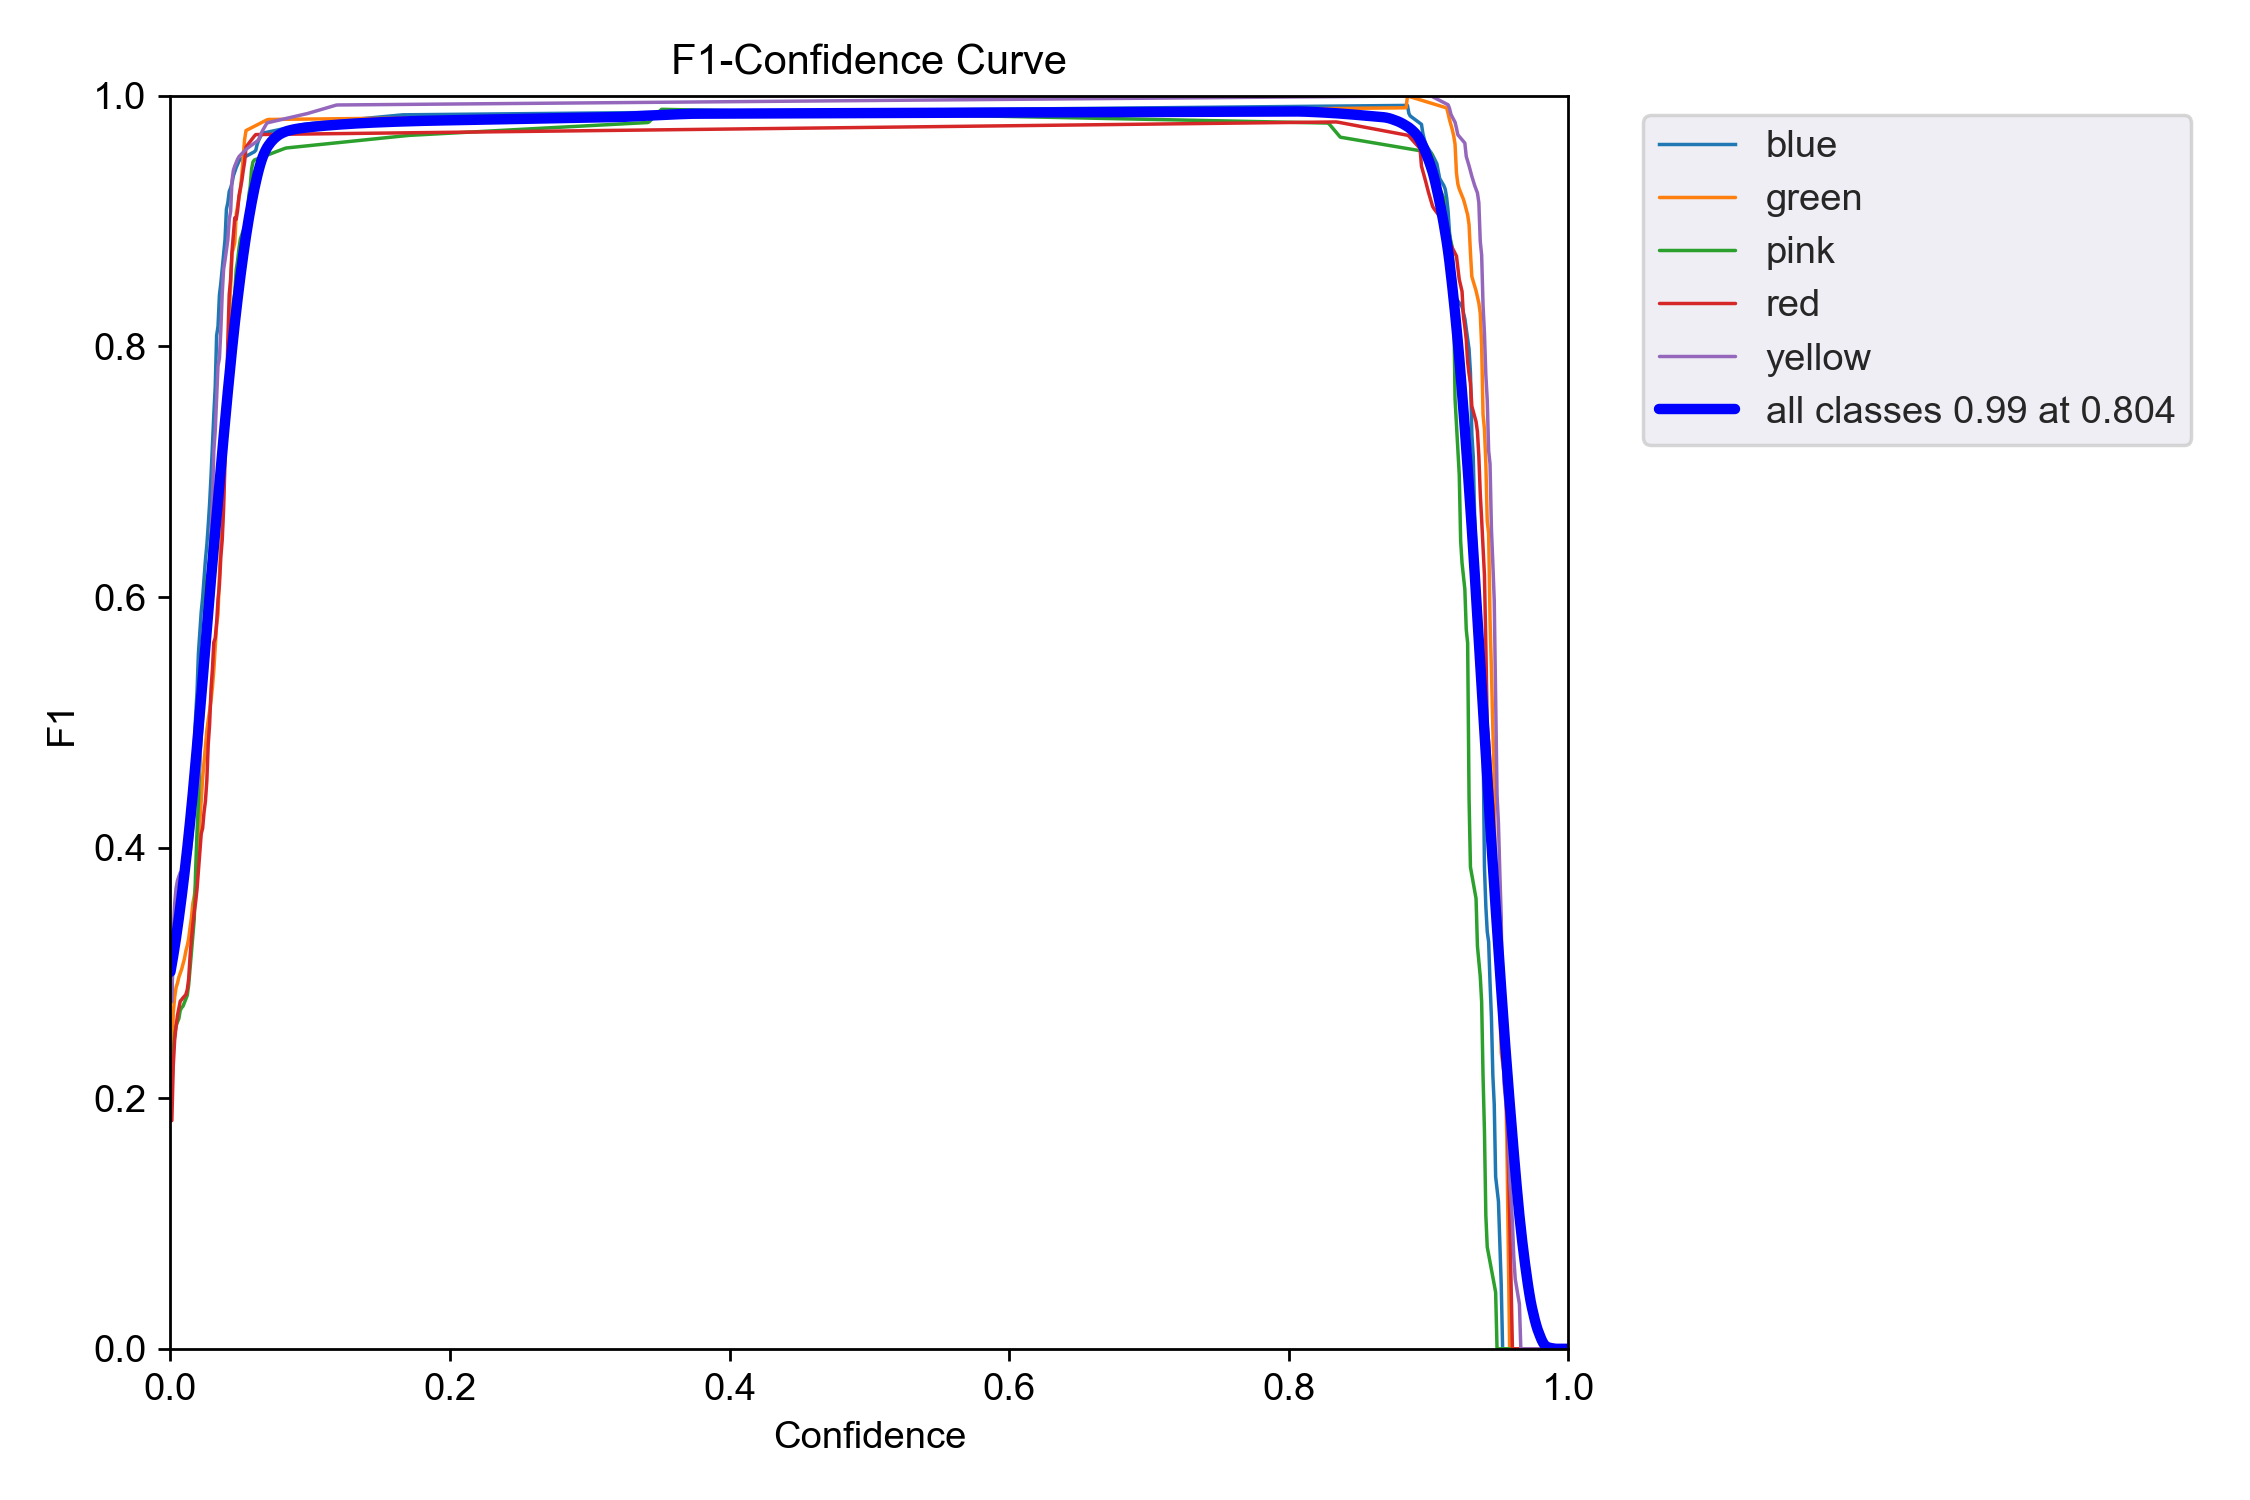 F1-Confidence Curve
1.0
0.8
0.6
0.4
0.2
0.0
F1
0.0 0.2 0.4 0.6 0.8 1.0
Confidence
blue
green
pink
red
yellow
all classes 0.99 at 0.804